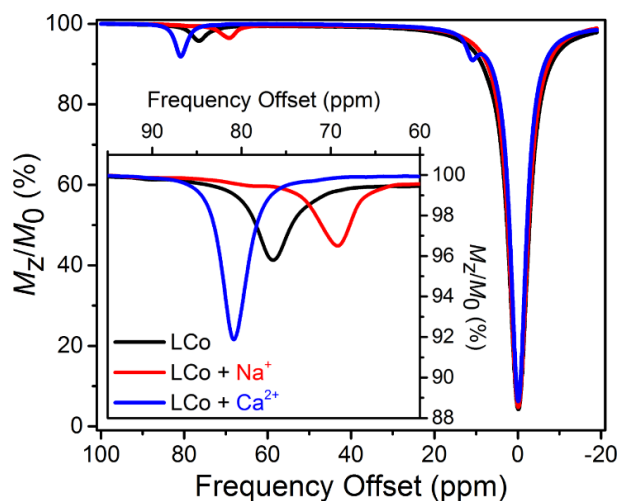 100
80
60
40
20
0
M_Z/M_0 (%)
Frequency Offset (ppm)
90 80 70 60
100
98
96
94
92
90
88
M_Z/M_0 (%)
LCo
LCo + Na⁺
LCo + Ca²⁺
100 80 60 40 20 0 -20
Frequency Offset (ppm)